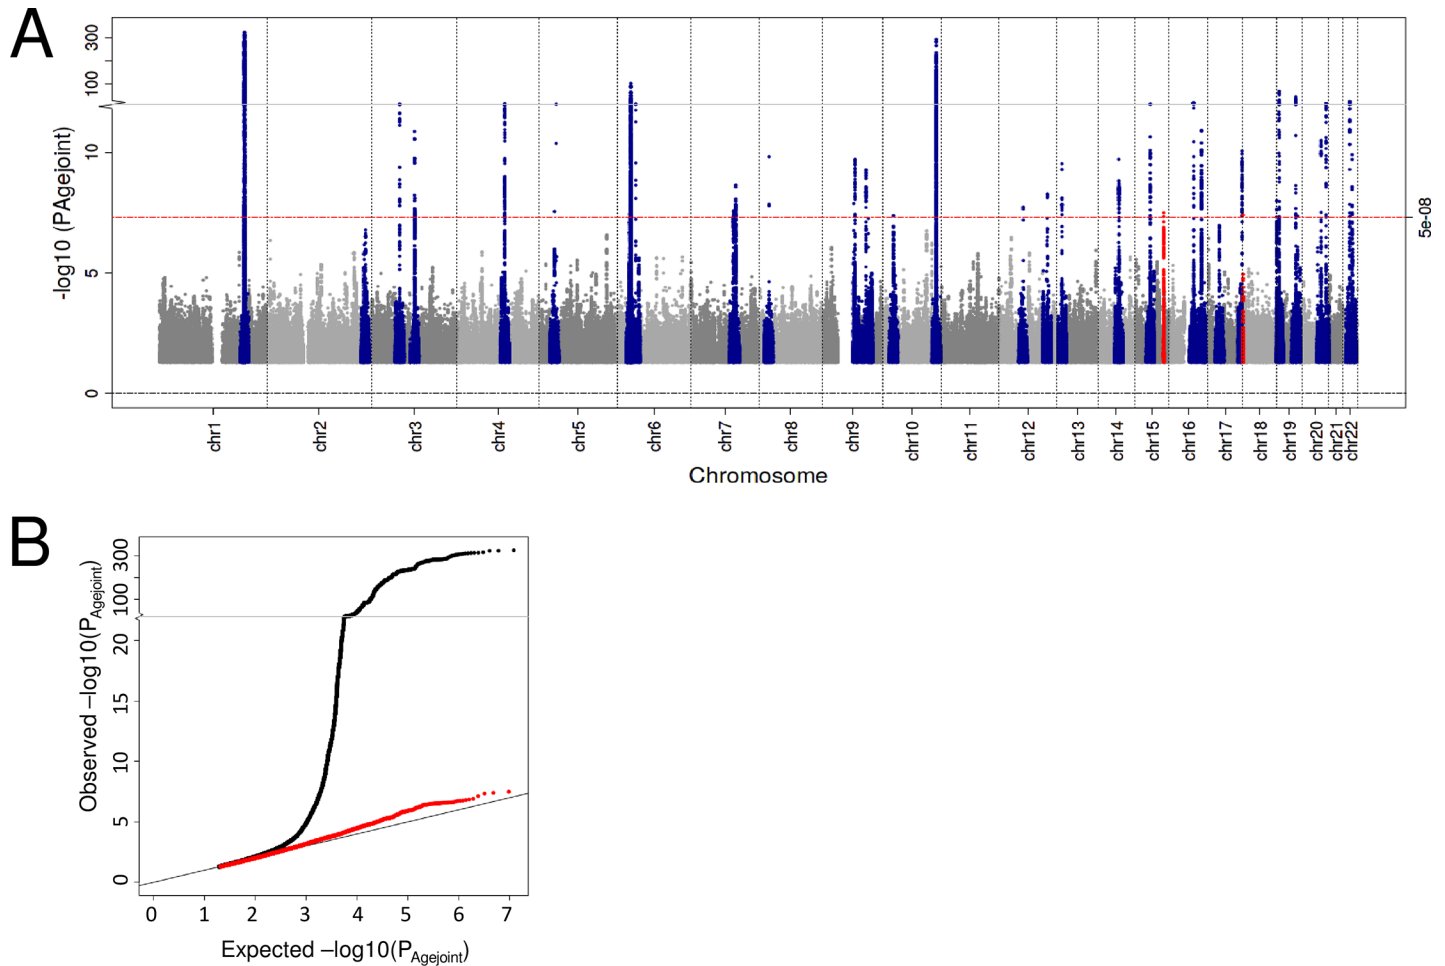 A
300
100
10
5
0
-log10 (PAgejoint)
5e-08
chr1 chr2 chr3 chr4 chr5 chr6 chr7 chr8 chr9 chr10 chr11 chr12 chr13 chr14 chr15 chr16 chr17 chr18 chr19 chr20 chr21 chr22
Chromosome
B
300
100
20
15
10
5
0
Observed –log10(PAgejoint)
0 1 2 3 4 5 6 7
Expected –log10(PAgejoint)